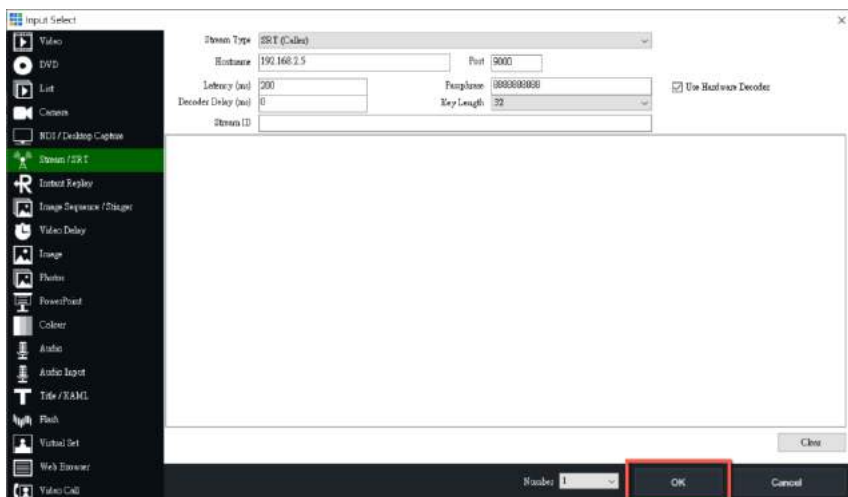 Input Select
Video
DVD
List
Camera
NDI / Desktop Capture
Stream / SRT
Instant Replay
Image Sequence / Stinger
Video Delay
Image
Photos
PowerPoint
Colour
Audio
Audio Input
Title / XAML
Flash
Virtual Set
Web Browser
Video Call
Stream Type SRT (Caller)
Hostname 192.168.2.5 Port 9000
Latency (ms) 200 Passphrase 8888888888 Use Hardware Decoder
Decoder Delay (ms) 0 Key Length 32
Stream ID
Clear
Number 1 OK Cancel